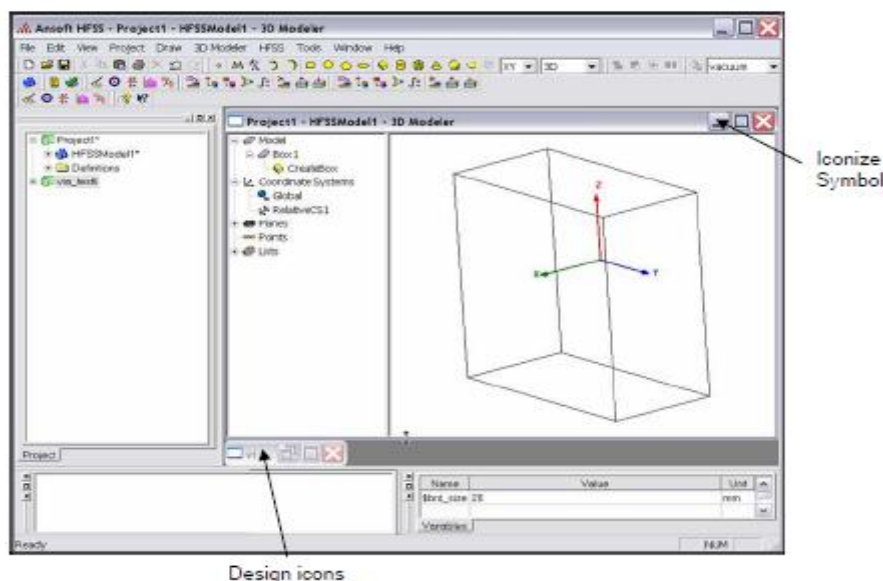 Ansoft HFSS - Project1 - HFSSModel1 - 3D Modeler
File Edit View Project Draw 3D Modeler HFSS Tools Window Help
XY 3D vacuum
Project1*
HFSSModel1*
Definitions
via_test6
Project
Project1 - HFSSModel1 - 3D Modeler
Model
Box1
CreateBox
Coordinate Systems
Global
RelativeCS1
Planes
Points
Lists
Z
X
Y
Iconize
Symbol
Name Value Unit
28 mm
Variables
Ready NUM
Design icons